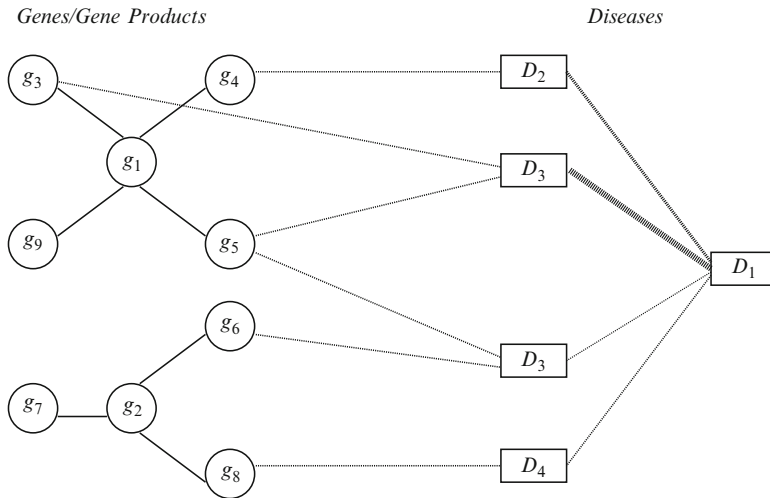 Genes/Gene Products Diseases
g3 g4 D2
g1 D3
g9 g5 D1
g6 D3
g7 g2
g8 D4